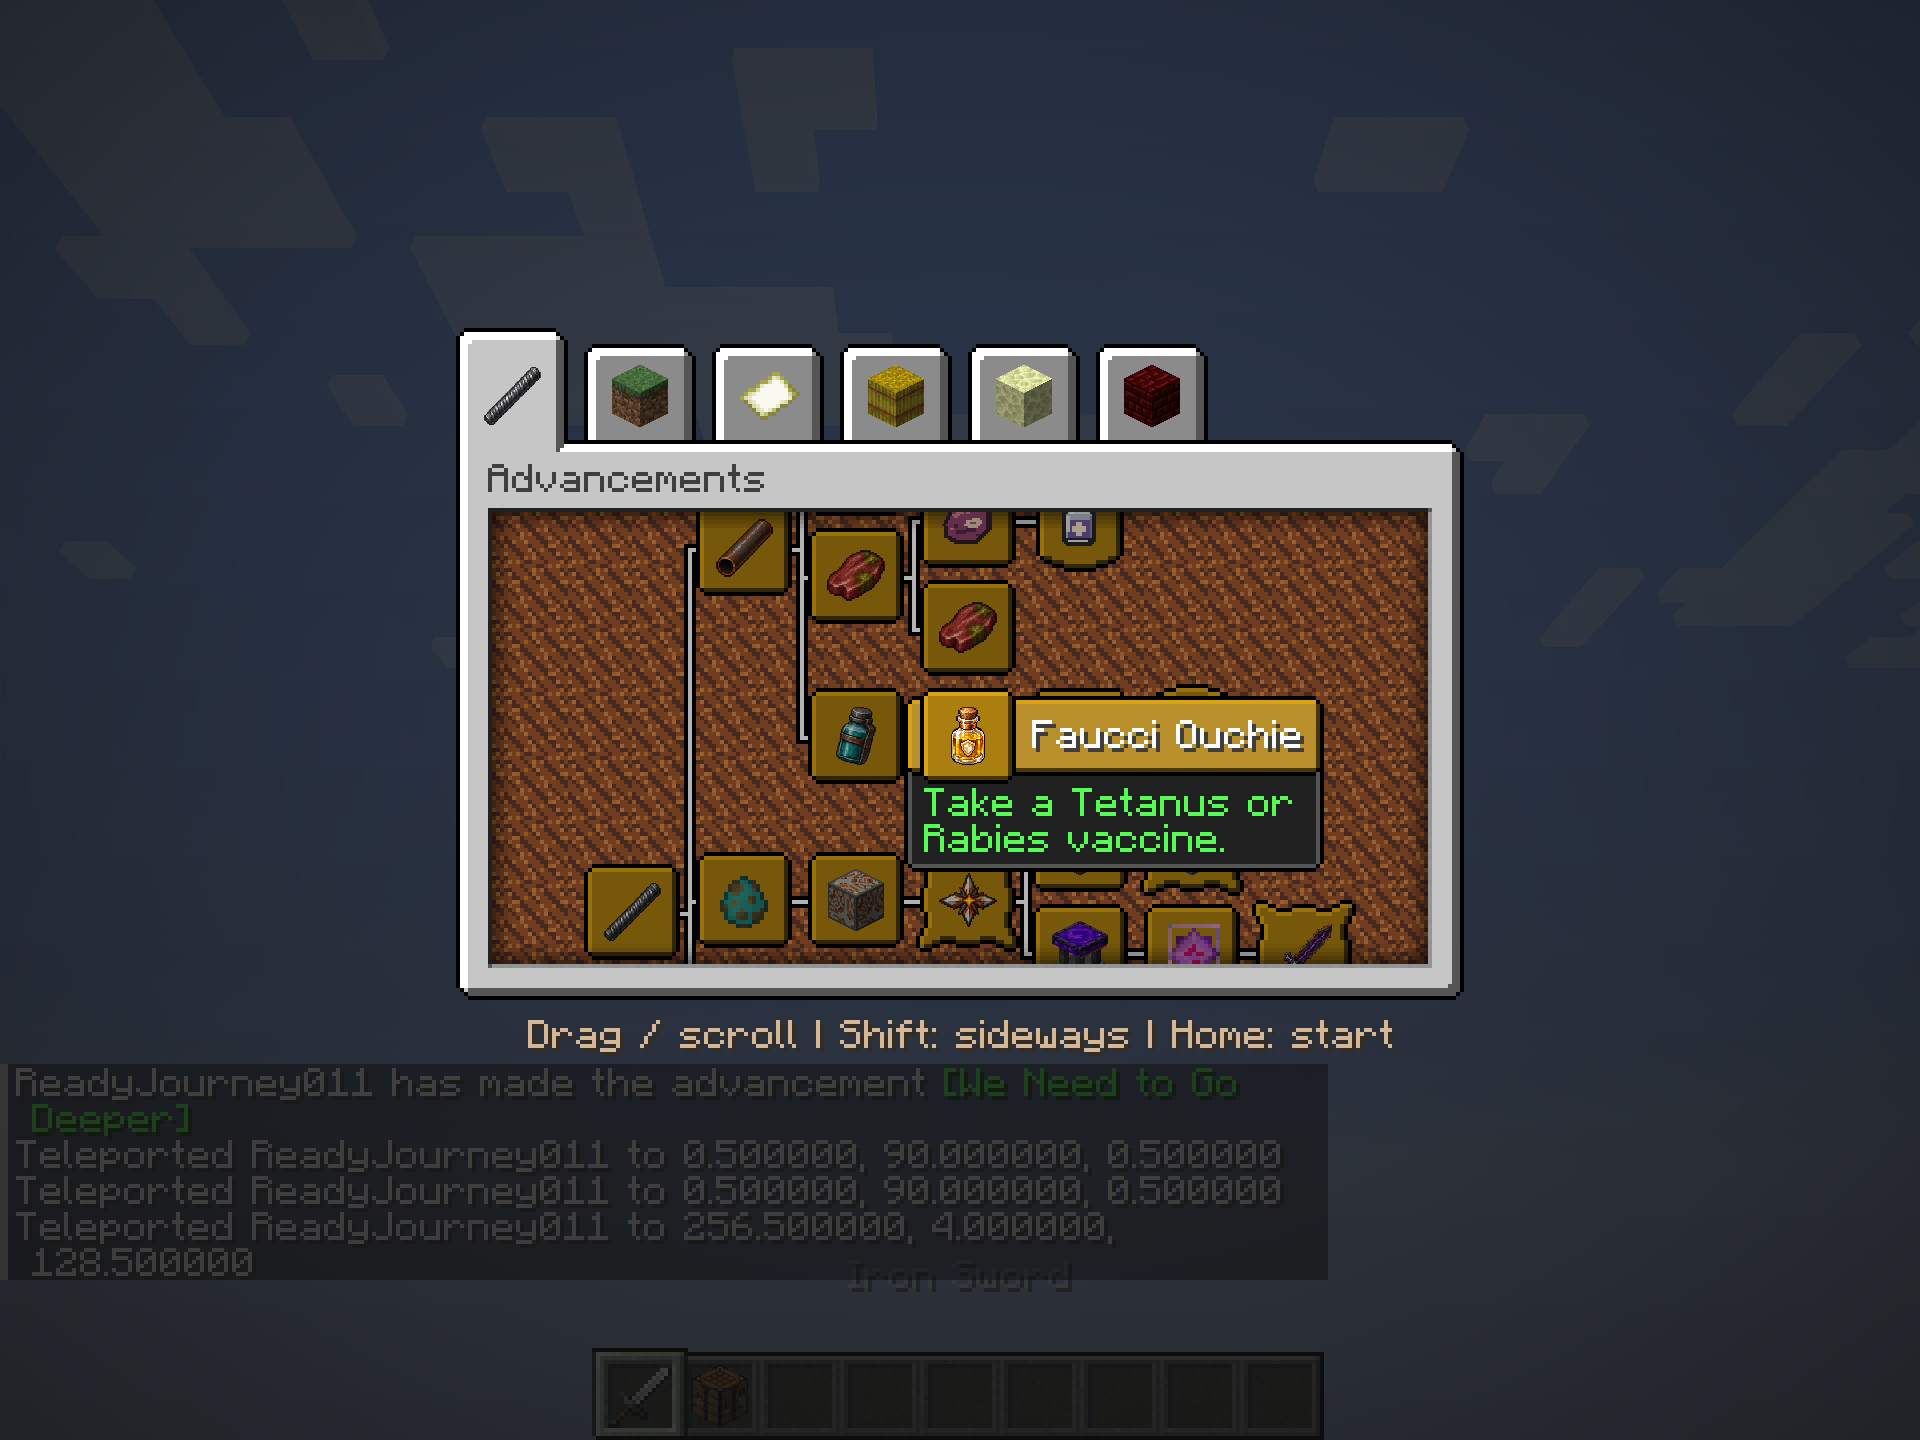 Advancements
Faucci Ouchie
Take a Tetanus or
Rabies vaccine.
Drag / scroll | Shift: sideways | Home: start
ReadyJourney011 has made the advancement [We Need to Go
Deeper]
Teleported ReadyJourney011 to 0.500000, 90.000000, 0.500000
Teleported ReadyJourney011 to 0.500000, 90.000000, 0.500000
Teleported ReadyJourney011 to 256.500000, 4.000000,
128.500000
Iron Sword